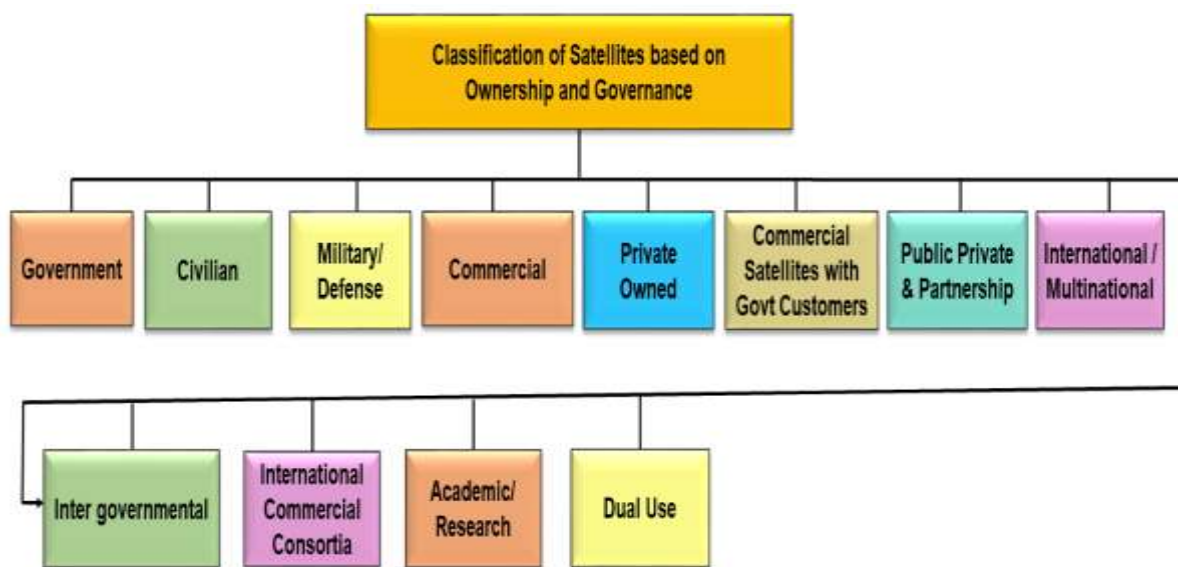 Classification of Satellites based on
Ownership and Governance
Government
Civilian
Military/
Defense
Commercial
Private
Owned
Commercial
Satellites with
Govt Customers
Public Private
& Partnership
International /
Multinational
Inter governmental
International
Commercial
Consortia
Academic/
Research
Dual Use